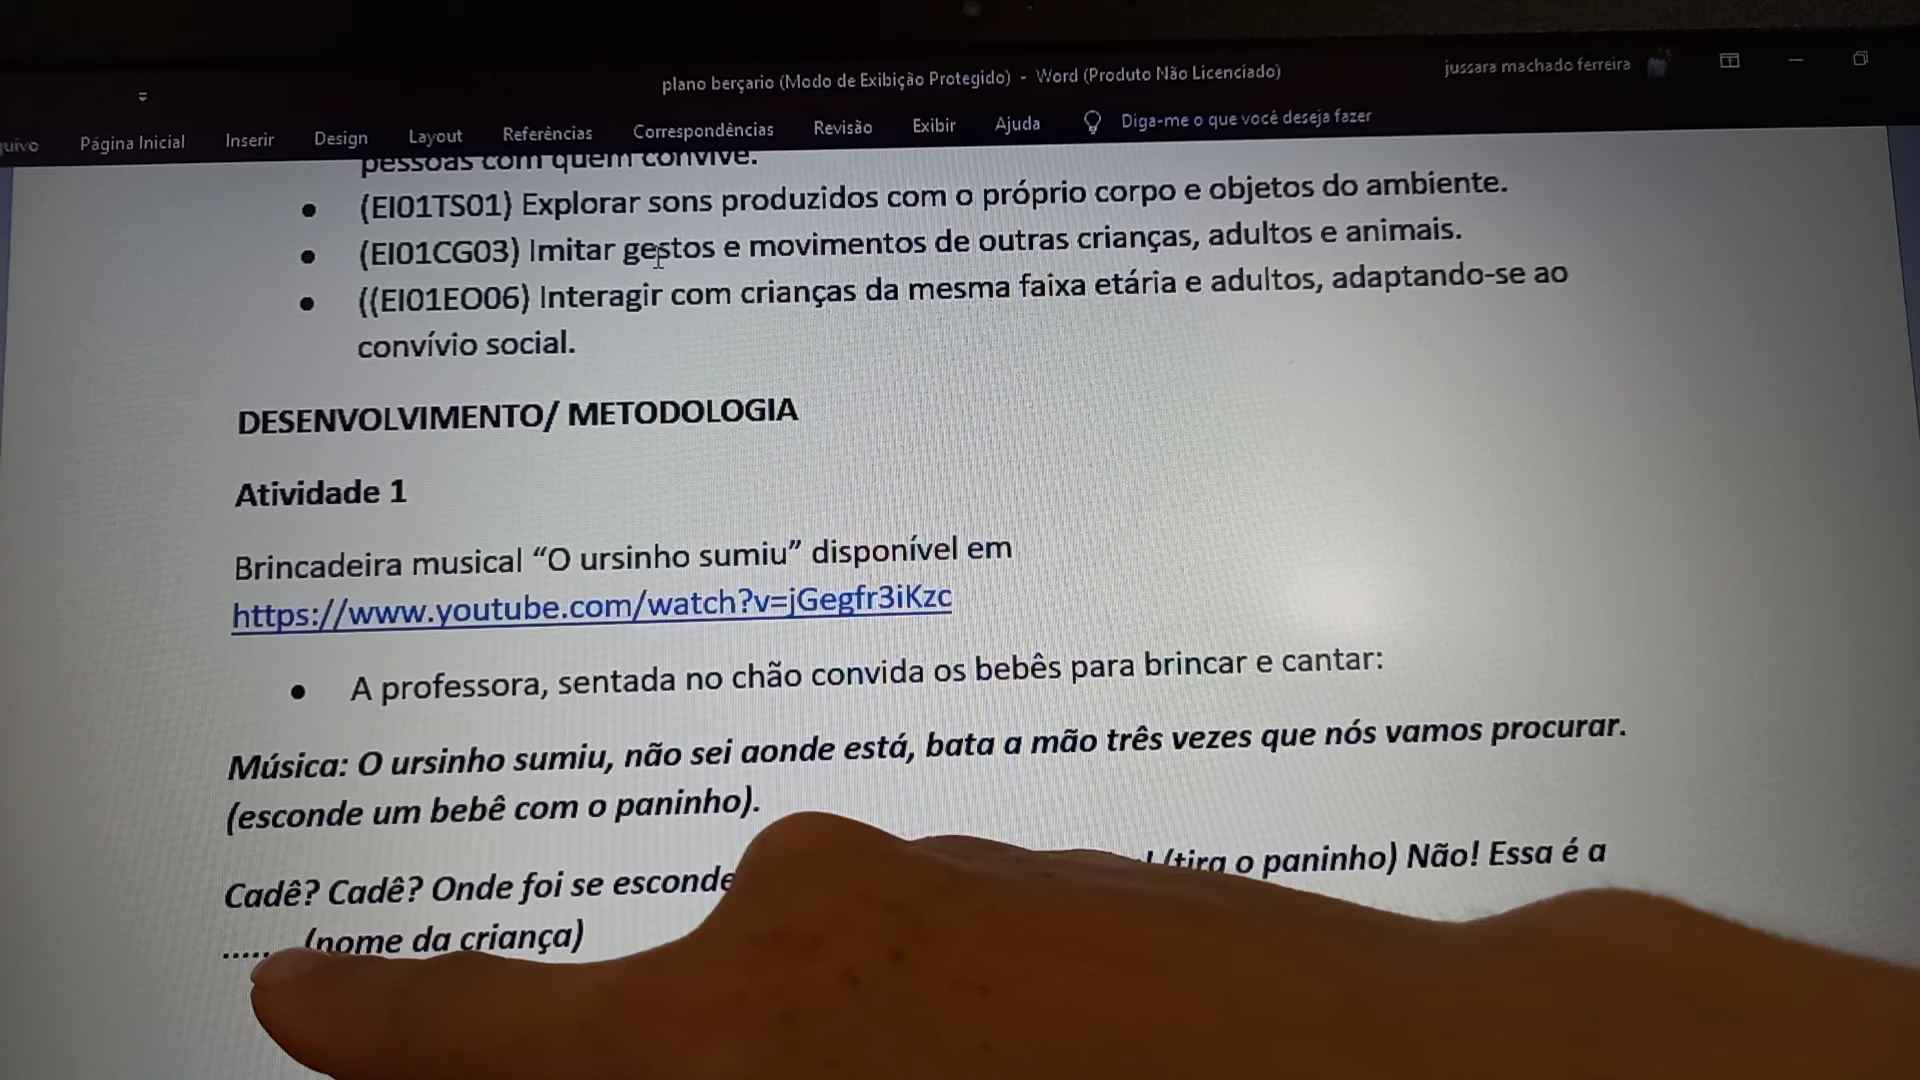 plano berçario (Modo de Exibição Protegido) - Word (Produto Não Licenciado)
jussara machado ferreira
Página Inicial Inserir Design Layout Referências Correspondências Revisão Exibir Ajuda Diga-me o que você deseja fazer
pessoas com quem convive.
• (EI01TS01) Explorar sons produzidos com o próprio corpo e objetos do ambiente.
• (EI01CG03) Imitar gestos e movimentos de outras crianças, adultos e animais.
• ((EI01EO06) Interagir com crianças da mesma faixa etária e adultos, adaptando-se ao
convívio social.
DESENVOLVIMENTO/ METODOLOGIA
Atividade 1
Brincadeira musical “O ursinho sumiu” disponível em
https://www.youtube.com/watch?v=jGegfr3iKzc
• A professora, sentada no chão convida os bebês para brincar e cantar:
Música: O ursinho sumiu, não sei aonde está, bata a mão três vezes que nós vamos procurar.
(esconde um bebê com o paninho).
Cadê? Cadê? Onde foi se esconde (tira o paninho) Não! Essa é a
..... (nome da criança)